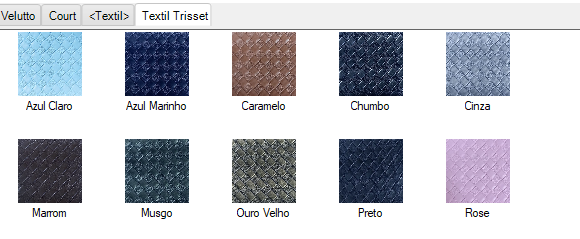 Velutto Court <Textil> Textil Trisset
Azul Claro Azul Marinho Caramelo Chumbo Cinza
Marrom Musgo Ouro Velho Preto Rose